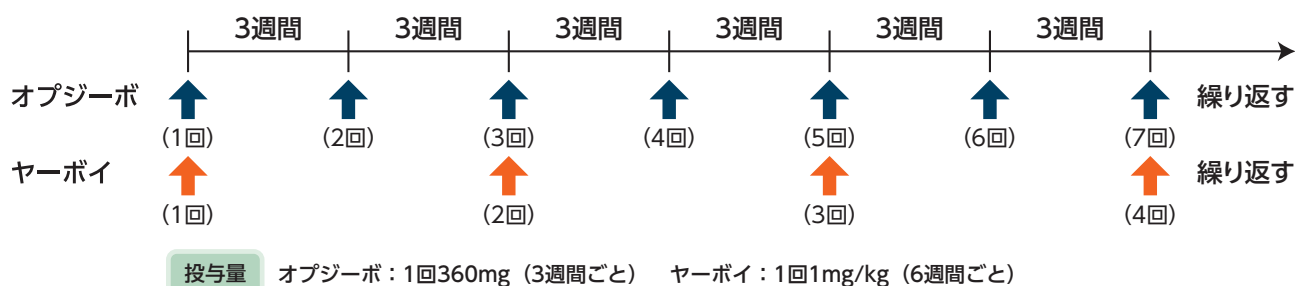 3週間 3週間 3週間 3週間 3週間 3週間
オプジーボ 繰り返す
(1回) (2回) (3回) (4回) (5回) (6回) (7回)
ヤーボイ 繰り返す
(1回) (2回) (3回) (4回)
投与量 オプジーボ：1回360mg（3週間ごと） ヤーボイ：1回1mg/kg（6週間ごと）